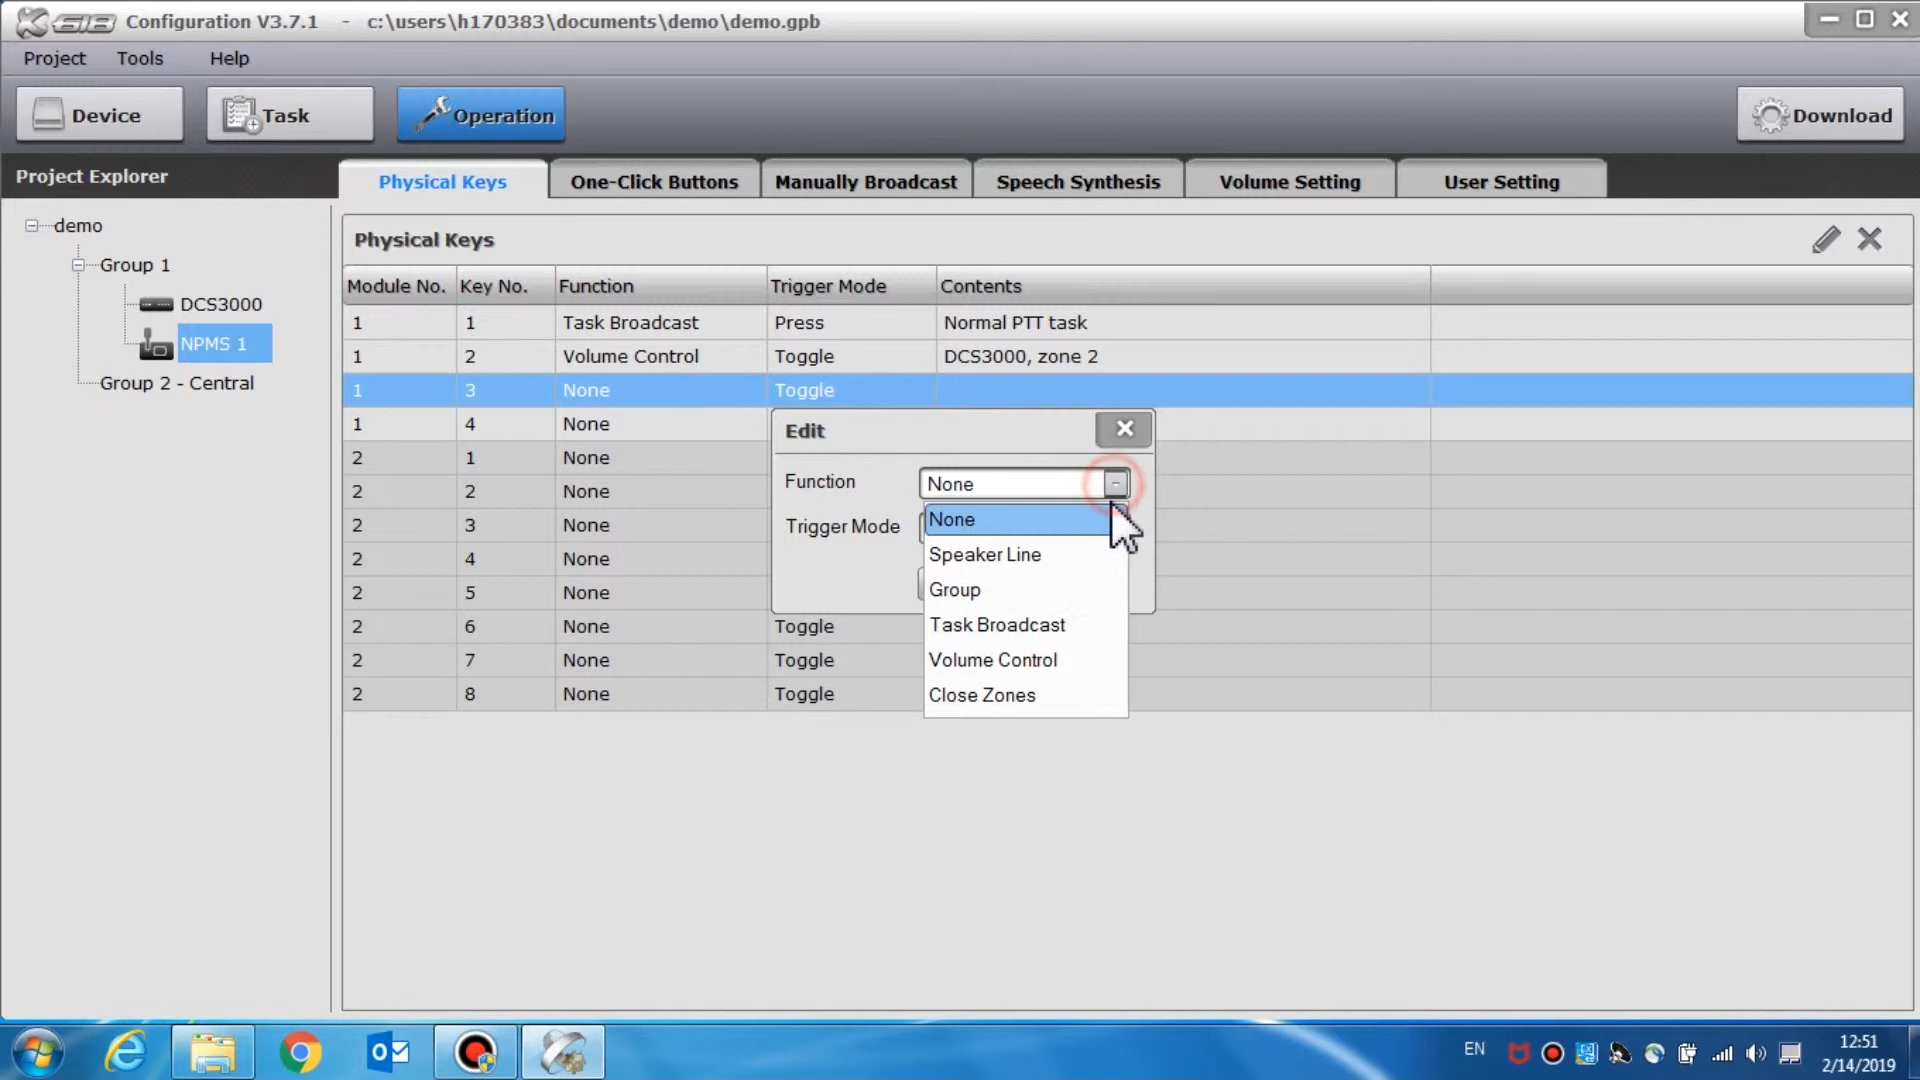 X-618 Configuration V3.7.1 - c:\users\h170383\documents\demo\demo.gpb
Project Tools Help
Device Task Operation Download
Project Explorer
Physical Keys One-Click Buttons Manually Broadcast Speech Synthesis Volume Setting User Setting
demo
Group 1
DCS3000
NPMS 1
Group 2 - Central
Physical Keys
Module No. Key No. Function Trigger Mode Contents
1 1 Task Broadcast Press Normal PTT task
1 2 Volume Control Toggle DCS3000, zone 2
1 3 None Toggle
1 4 None
2 1 None
2 2 None
2 3 None
2 4 None
2 5 None
2 6 None Toggle
2 7 None Toggle
2 8 None Toggle
Edit
Function None
Trigger Mode
None
Speaker Line
Group
Task Broadcast
Volume Control
Close Zones
EN
12:51
2/14/2019